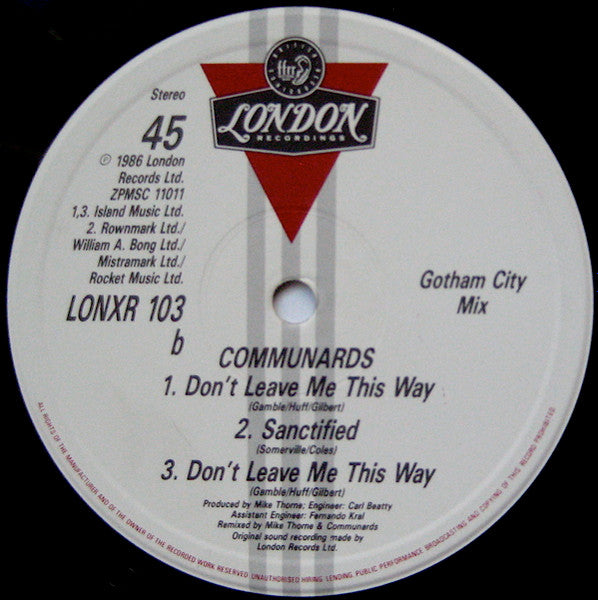 ffrr
LONDON
RECORDINGS
Stereo
45
℗ 1986 London
Records Ltd.
ZPMSC 11011
1,3. Island Music Ltd.
2. Rownmark Ltd./
William A. Bong Ltd./
Mistramark Ltd./
Rocket Music Ltd.
LONXR 103
b
Gotham City
Mix
COMMUNARDS
1. Don't Leave Me This Way
(Gamble/Huff/Gilbert)
2. Sanctified
(Somerville/Coles)
3. Don't Leave Me This Way
(Gamble/Huff/Gilbert)
Produced by Mike Thorne; Engineer: Carl Beatty
Assistant Engineer: Fernando Kral
Remixed by Mike Thorne & Communards
Original sound recording made by
London Records Ltd.
ALL RIGHTS OF THE MANUFACTURER AND OF THE OWNER OF THE RECORDED WORK RESERVED. UNAUTHORISED HIRING, LENDING, PUBLIC PERFORMANCE, BROADCASTING AND COPYING OF THIS RECORD PROHIBITED.